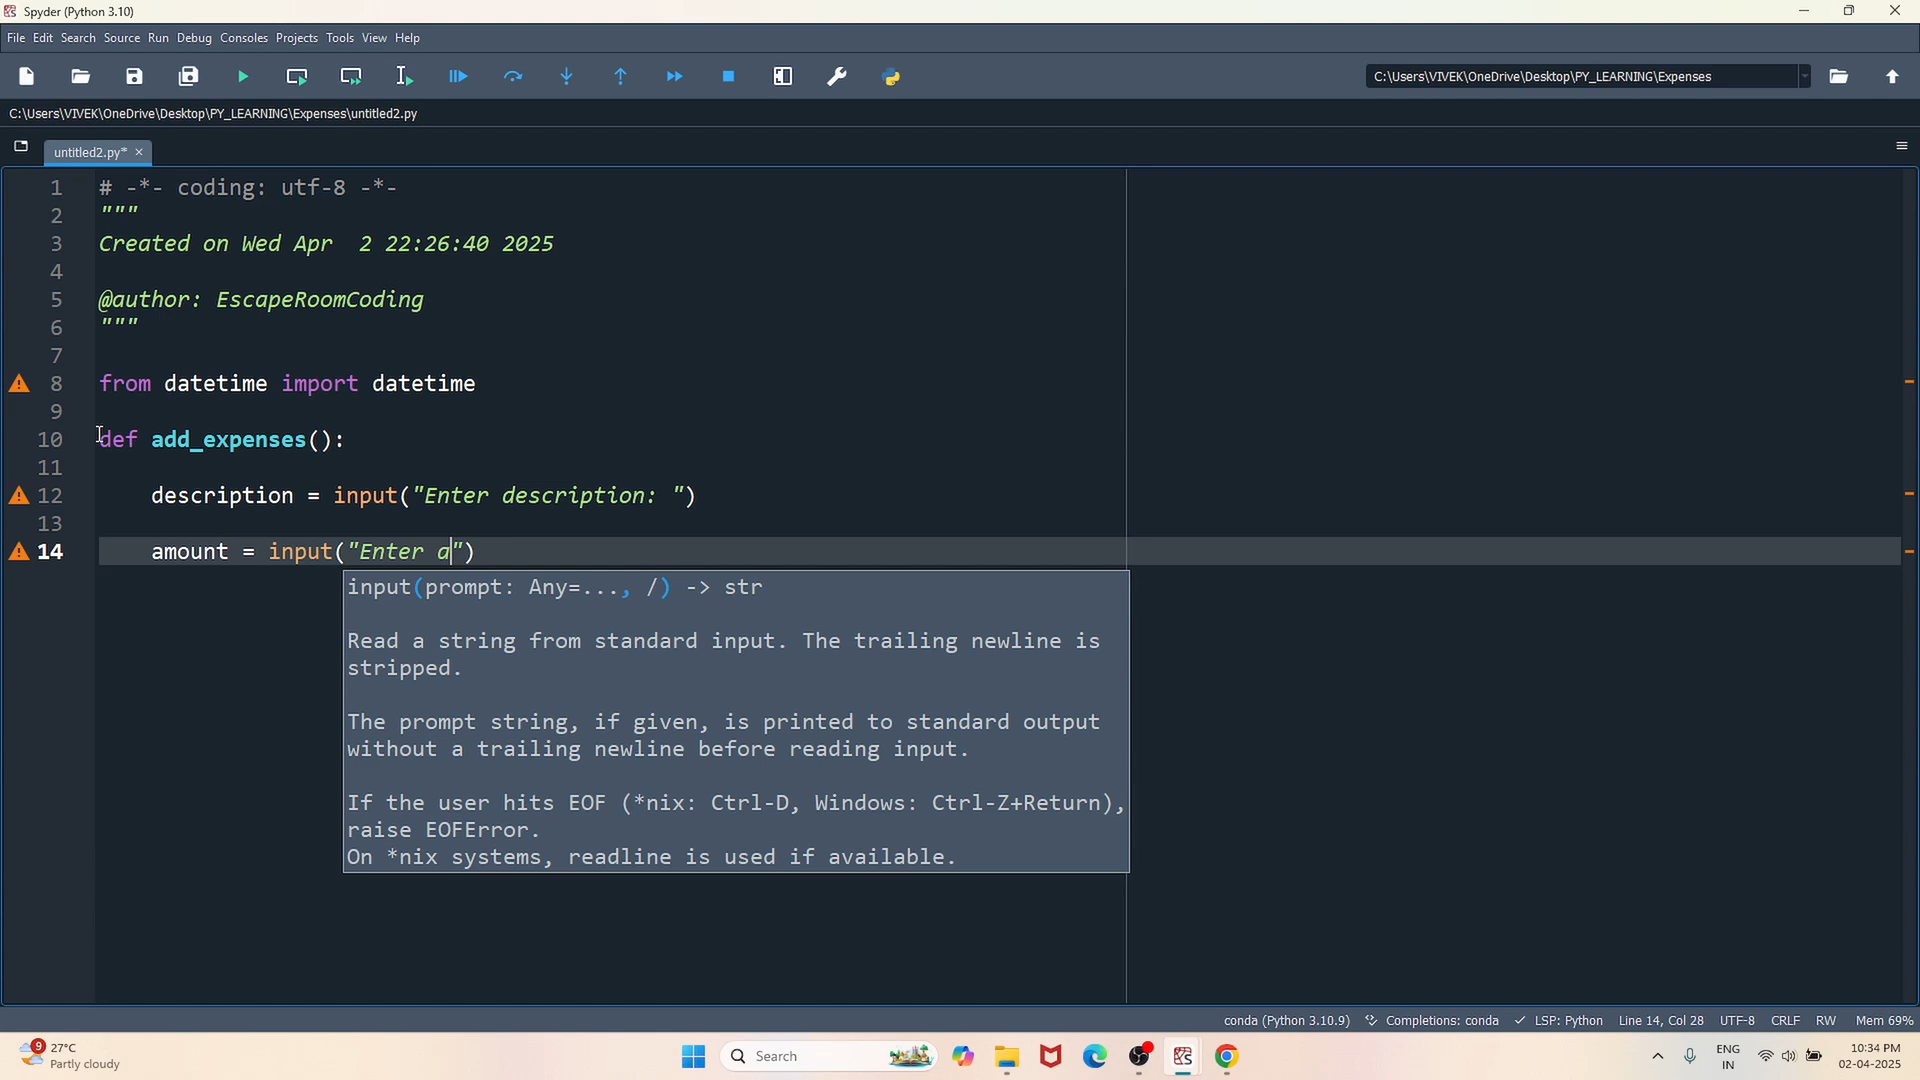 Spyder (Python 3.10)
File Edit Search Source Run Debug Consoles Projects Tools View Help
C:\Users\VIVEK\OneDrive\Desktop\PY_LEARNING\Expenses
C:\Users\VIVEK\OneDrive\Desktop\PY_LEARNING\Expenses\untitled2.py
untitled2.py*
1 # -*- coding: utf-8 -*-
2 """
3 Created on Wed Apr  2 22:26:40 2025
4
5 @author: EscapeRoomCoding
6 """
7
8 from datetime import datetime
9
10 def add_expenses():
11
12     description = input("Enter description: ")
13
14     amount = input("Enter a")
input(prompt: Any=..., /) -> str
Read a string from standard input. The trailing newline is
stripped.
The prompt string, if given, is printed to standard output
without a trailing newline before reading input.
If the user hits EOF (*nix: Ctrl-D, Windows: Ctrl-Z+Return),
raise EOFError.
On *nix systems, readline is used if available.
conda (Python 3.10.9) Completions: conda LSP: Python Line 14, Col 28 UTF-8 CRLF RW Mem 69%
9 27°C
Partly cloudy
Search
ENG
IN
10:34 PM
02-04-2025